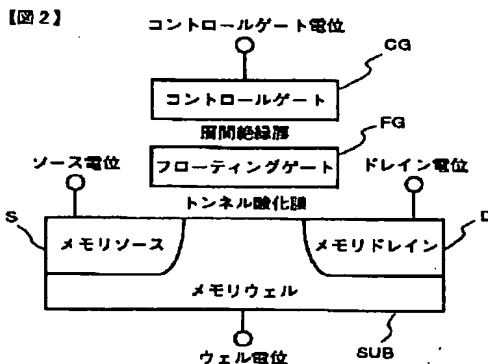 【図2】
コントロールゲート電位
CG
コントロールゲート
層間絶縁膜
FG
ソース電位
フローティングゲート
ドレイン電位
トンネル酸化膜
S
D
メモリソース
メモリドレイン
メモリウェル
ウェル電位
SUB